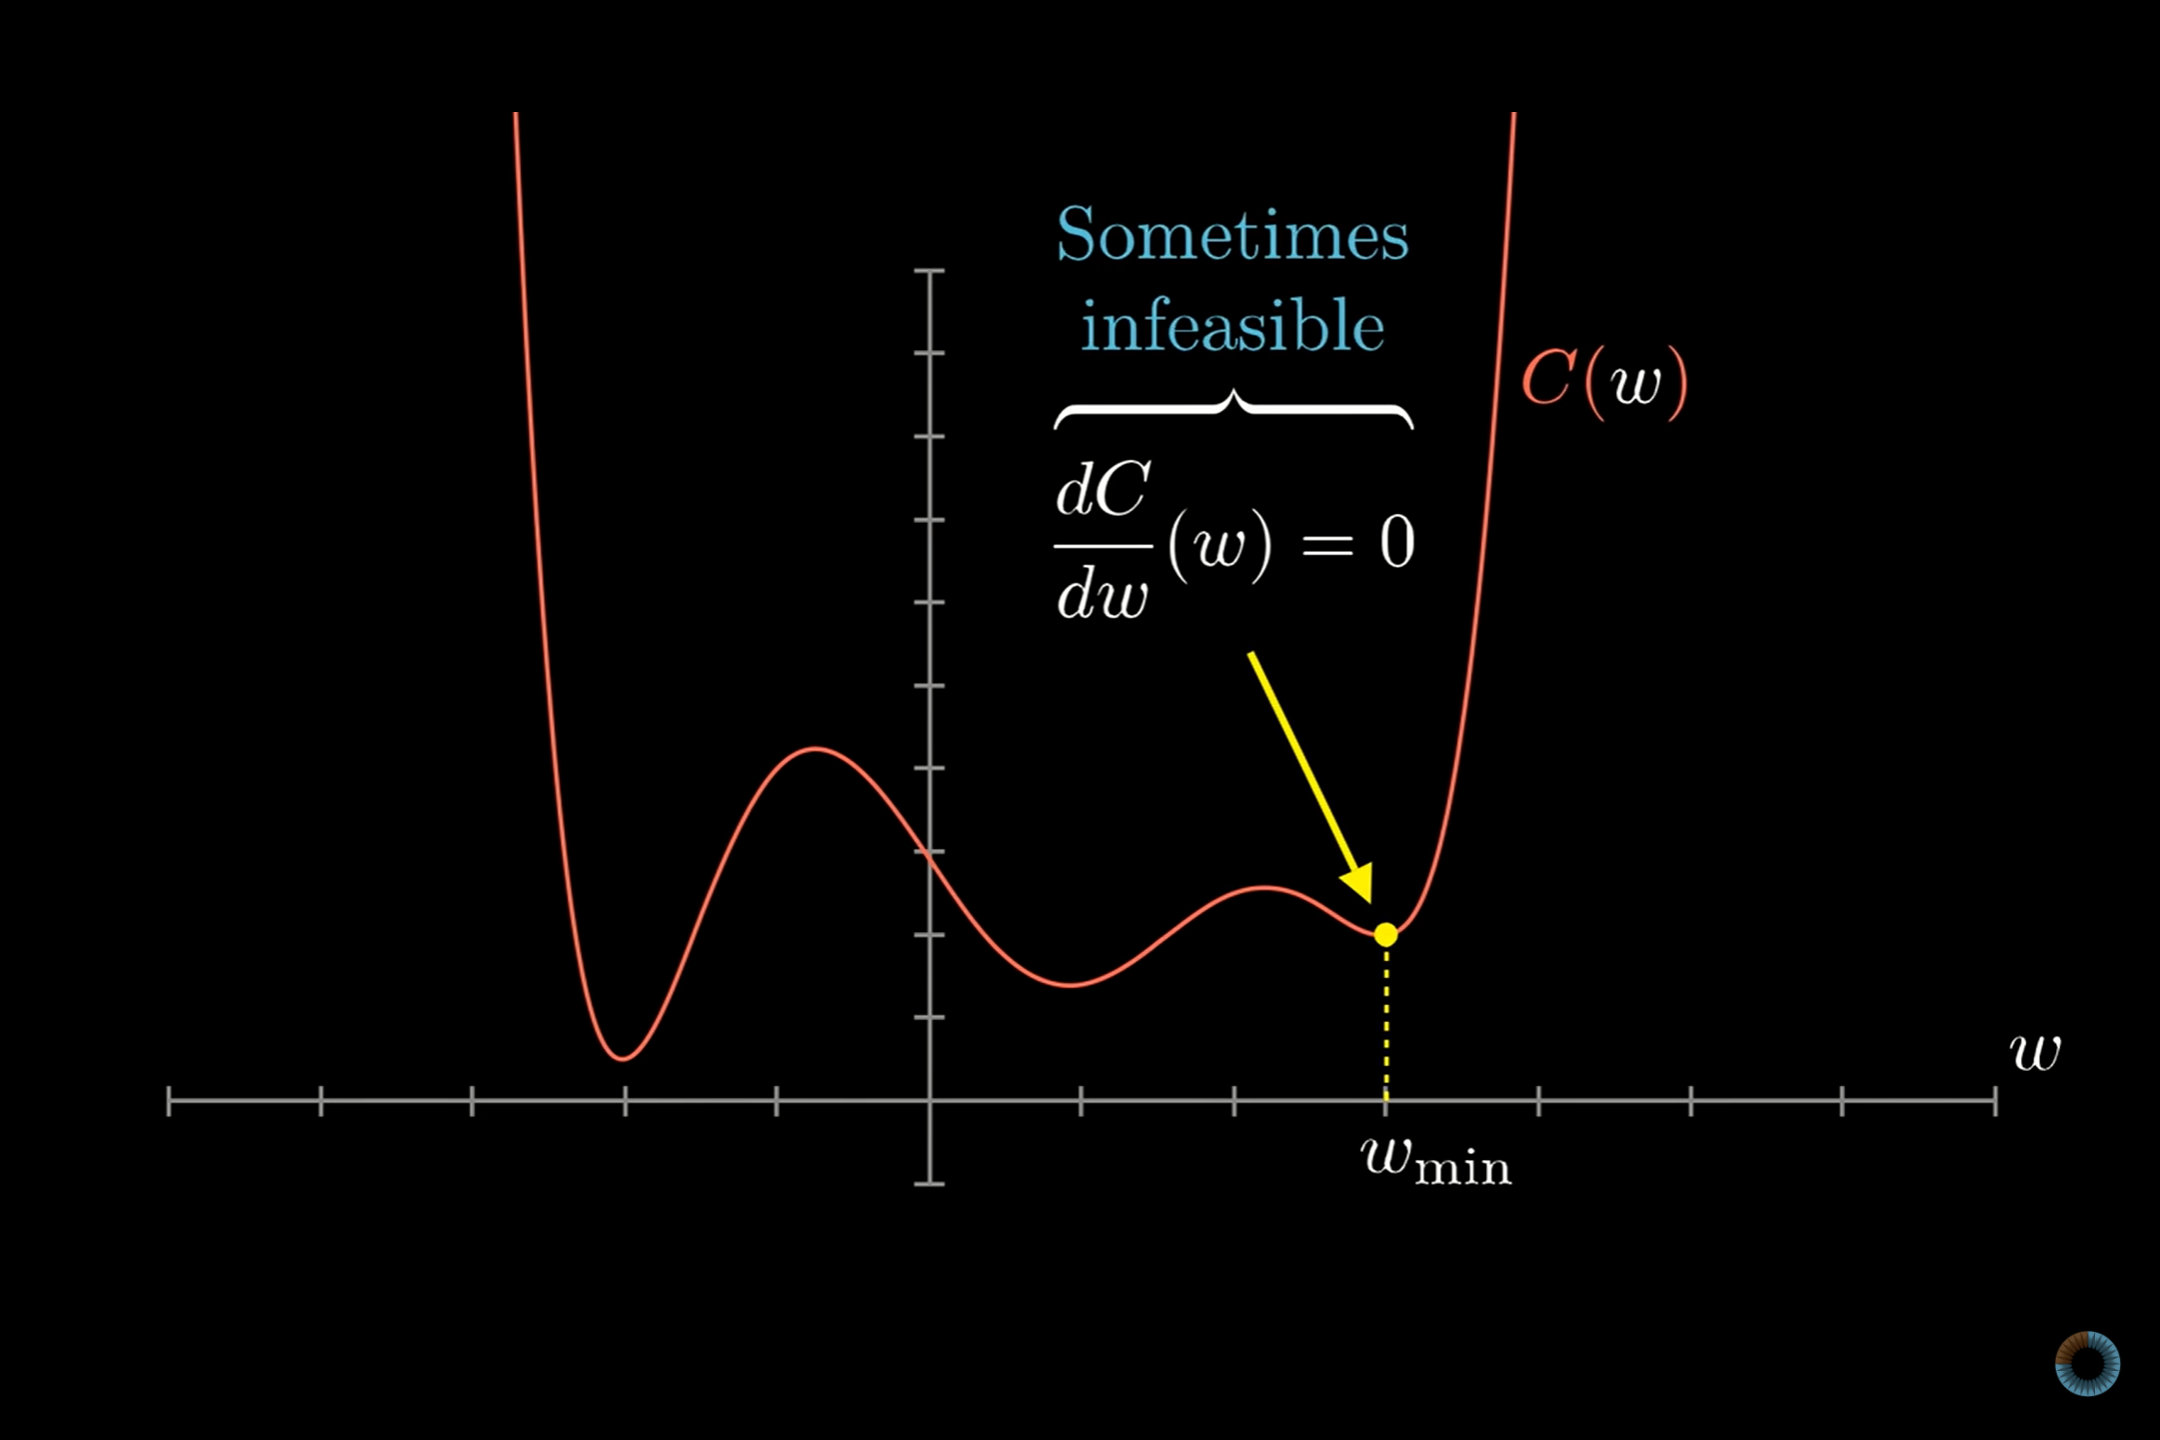 Sometimes
infeasible
C(w)
dC/dw (w) = 0
w
w_min